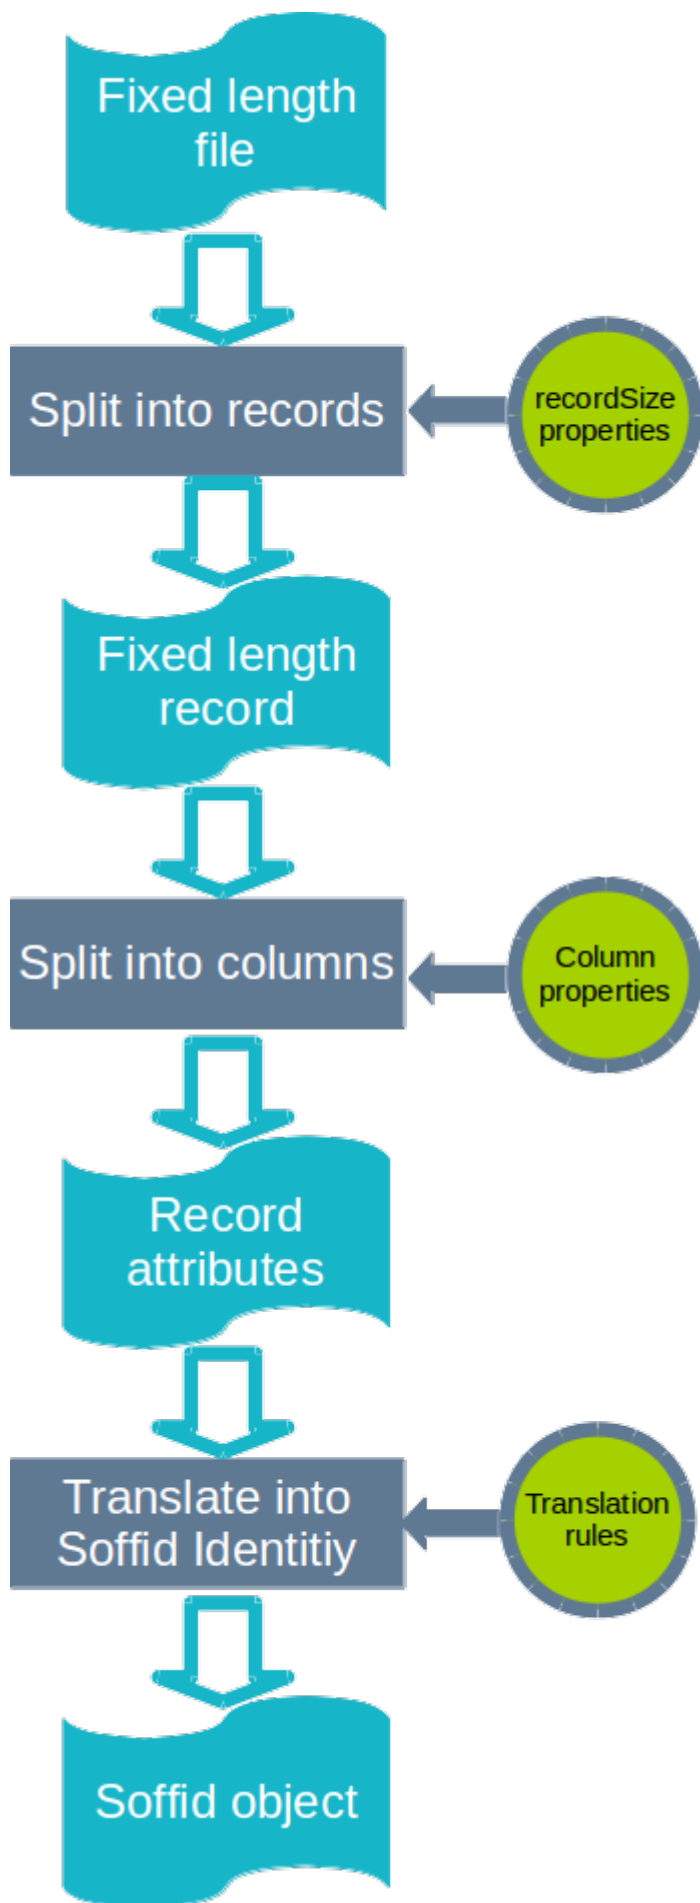 Fixed length
file
Split into records
recordSize
properties
Fixed length
record
Split into columns
Column
properties
Record
attributes
Translate into
Soffid Identitiy
Translation
rules
Soffid object